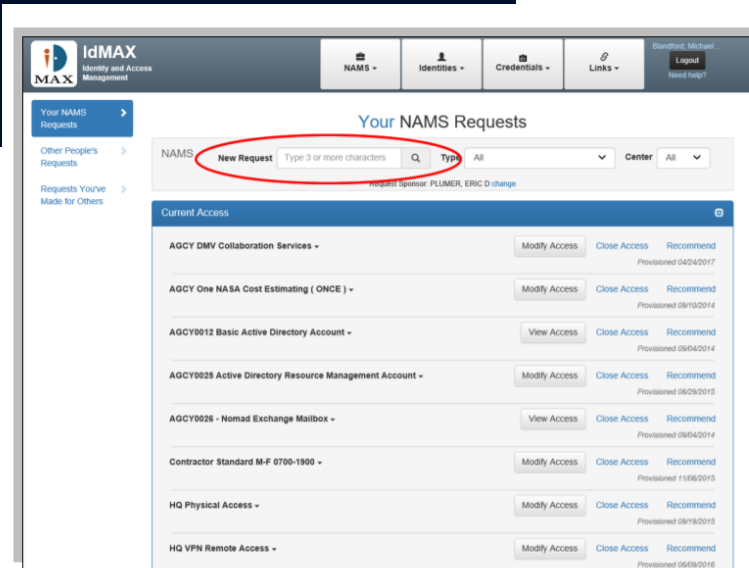 IdMAX
Identity and Access
Management
MAX
NAMS
Identities
Credentials
Links
Blandford, Michael...
Logout
Need help?
Your NAMS
Requests
Other People's
Requests
Requests You've
Made for Others
Your NAMS Requests
NAMS New Request Type 3 or more characters Type All Center All
Request Sponsor: PLUMER, ERIC D change
Current Access
AGCY DMV Collaboration Services Modify Access Close Access Recommend
Provisioned 04/24/2017
AGCY One NASA Cost Estimating ( ONCE ) Modify Access Close Access Recommend
Provisioned 09/10/2014
AGCY0012 Basic Active Directory Account View Access Close Access Recommend
Provisioned 09/04/2014
AGCY0025 Active Directory Resource Management Account Modify Access Close Access Recommend
Provisioned 06/29/2015
AGCY0026 - Nomad Exchange Mailbox View Access Close Access Recommend
Provisioned 09/04/2014
Contractor Standard M-F 0700-1900 Modify Access Close Access Recommend
Provisioned 11/06/2013
HQ Physical Access Modify Access Close Access Recommend
Provisioned 09/19/2015
HQ VPN Remote Access Modify Access Close Access Recommend
Provisioned 06/09/2016